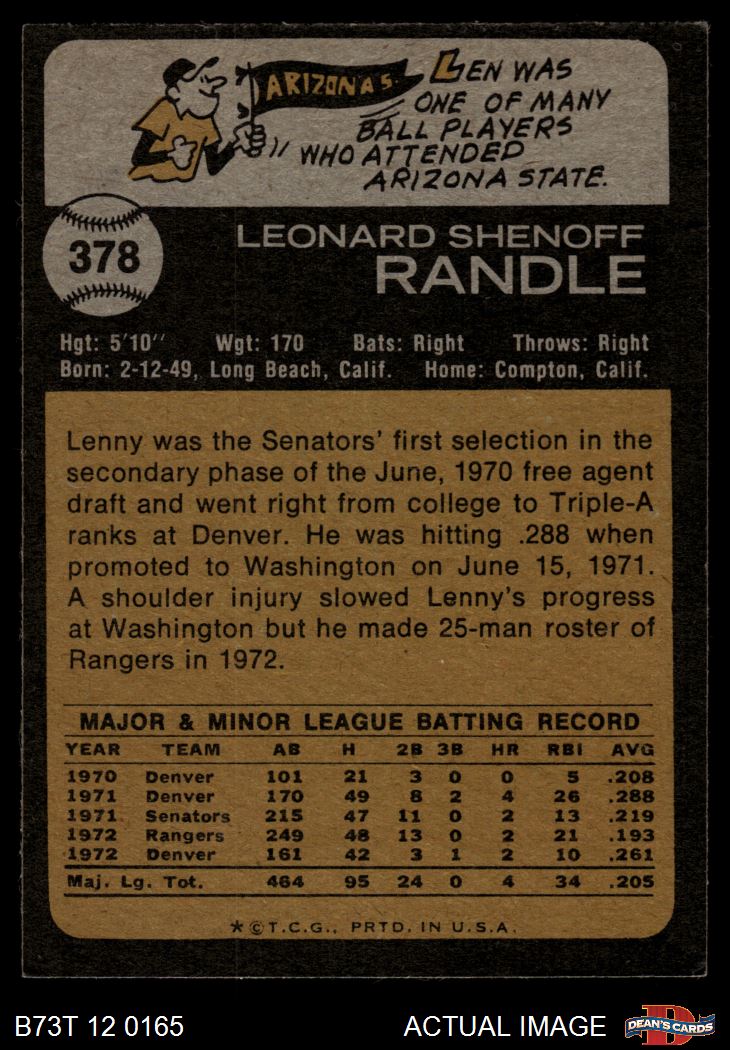 ARIZONA S.
LEN WAS
ONE OF MANY
BALL PLAYERS
WHO ATTENDED
ARIZONA STATE.
378
LEONARD SHENOFF
RANDLE
Hgt: 5'10" Wgt: 170 Bats: Right Throws: Right
Born: 2-12-49, Long Beach, Calif. Home: Compton, Calif.
Lenny was the Senators' first selection in the
secondary phase of the June, 1970 free agent
draft and went right from college to Triple-A
ranks at Denver. He was hitting .288 when
promoted to Washington on June 15, 1971.
A shoulder injury slowed Lenny's progress
at Washington but he made 25-man roster of
Rangers in 1972.
MAJOR & MINOR LEAGUE BATTING RECORD
YEAR TEAM AB H 2B 3B HR RBI AVG
1970 Denver 101 21 3 0 0 5 .208
1971 Denver 170 49 8 2 4 26 .288
1971 Senators 215 47 11 0 2 13 .219
1972 Rangers 249 48 13 0 2 21 .193
1972 Denver 161 42 3 1 2 10 .261
Maj. Lg. Tot. 464 95 24 0 4 34 .205
*©T.C.G., PRTD. IN U.S.A.
B73T 12 0165 ACTUAL IMAGE
D
DEAN'S CARDS